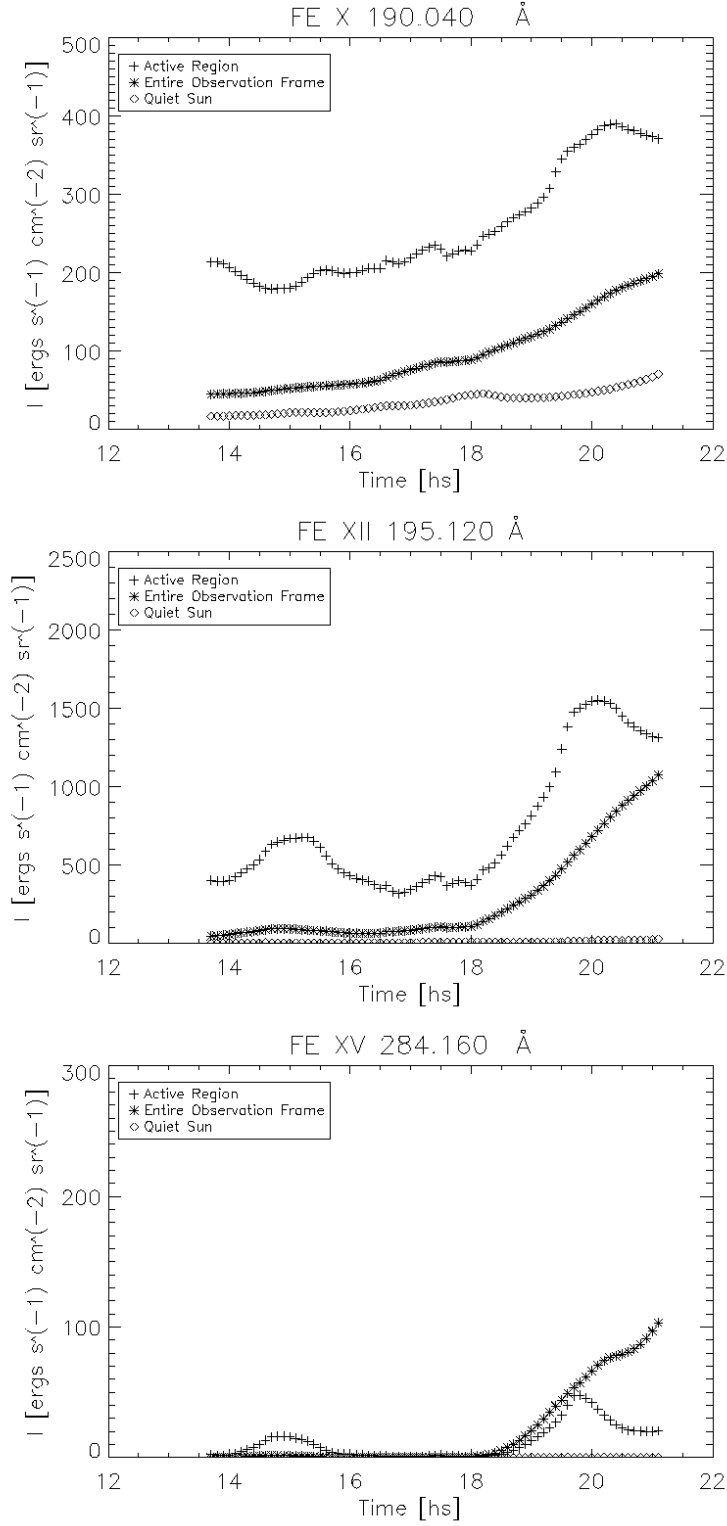 FE X 190.040 Å
I [ergs s^(−1) cm^(−2) sr^(−1)]
500
400
300
200
100
0
+ Active Region
✳ Entire Observation Frame
◇ Quiet Sun
12 14 16 18 20 22
Time [hs]
FE XII 195.120 Å
I [ergs s^(−1) cm^(−2) sr^(−1)]
2500
2000
1500
1000
500
0
+ Active Region
✳ Entire Observation Frame
◇ Quiet Sun
12 14 16 18 20 22
Time [hs]
FE XV 284.160 Å
I [ergs s^(−1) cm^(−2) sr^(−1)]
300
200
100
0
+ Active Region
✳ Entire Observation Frame
◇ Quiet Sun
12 14 16 18 20 22
Time [hs]